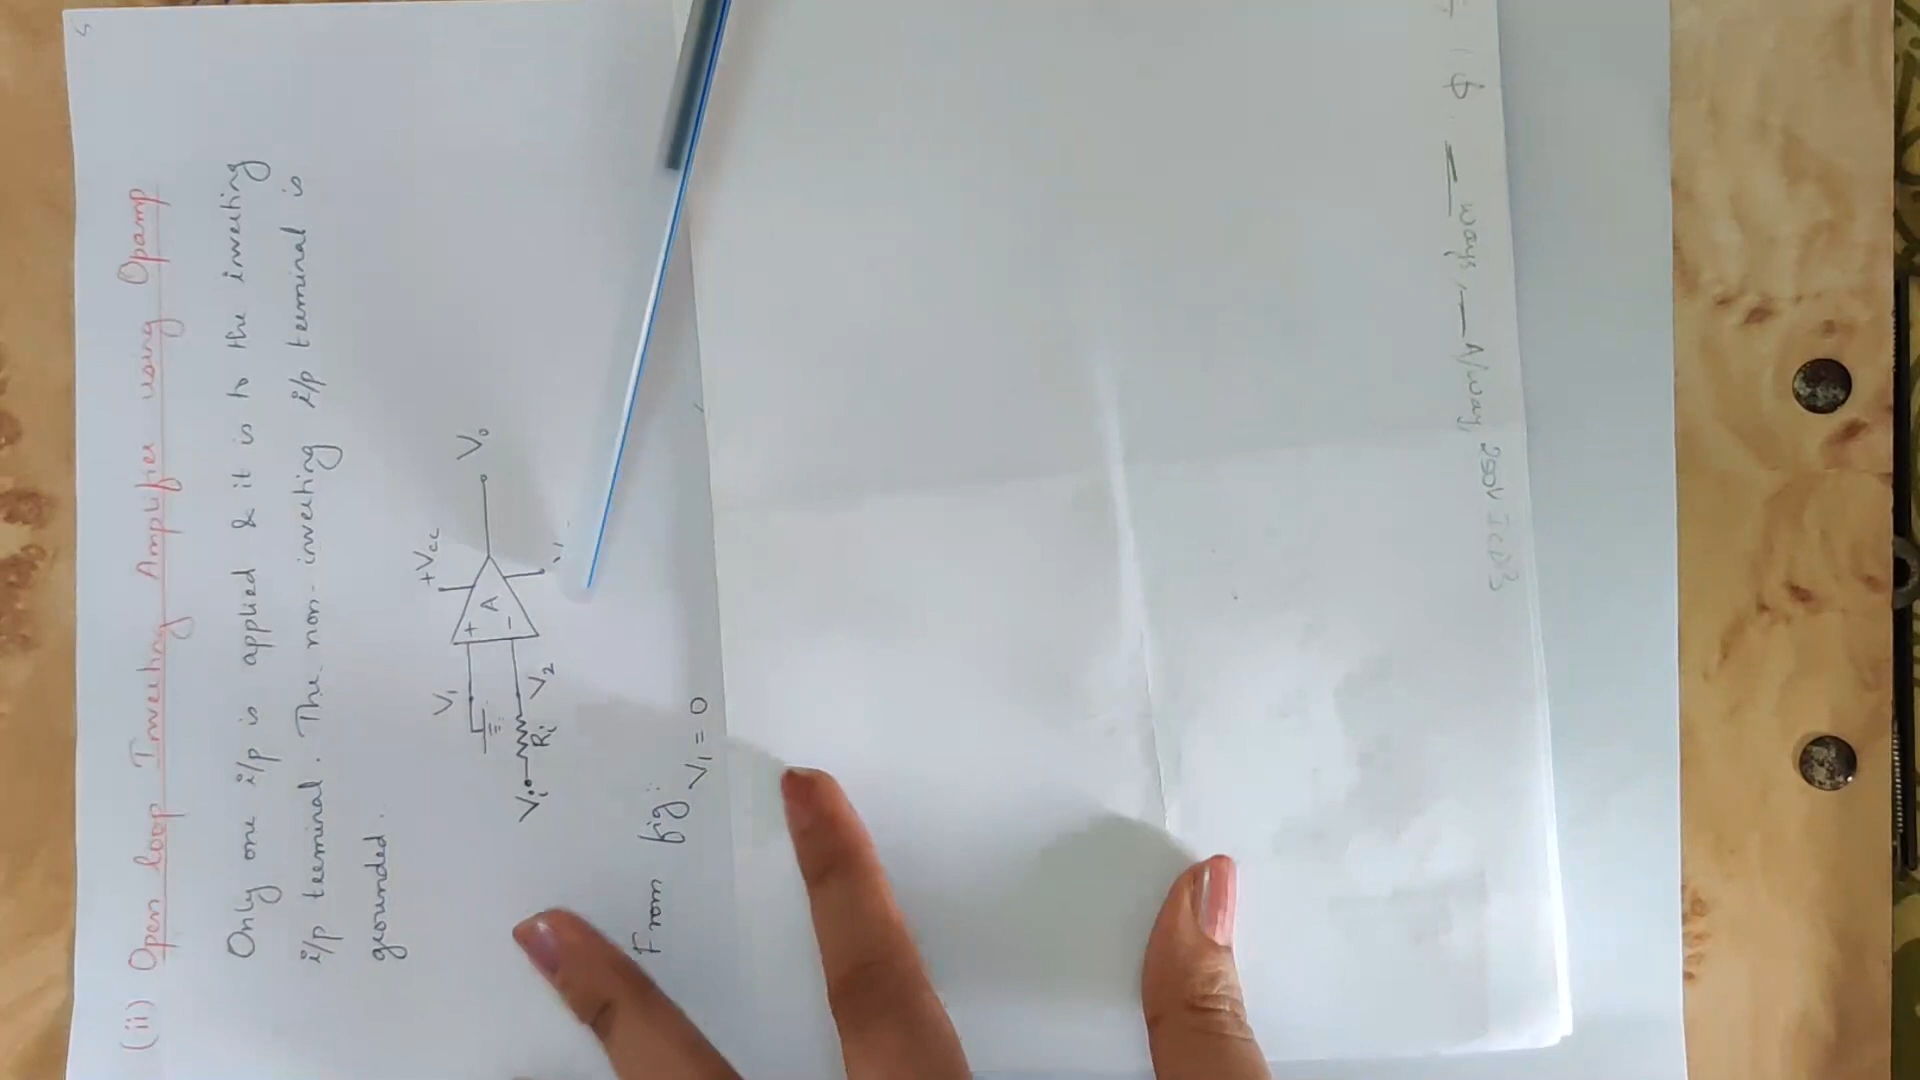 (ii) Open loop Inverting Amplifier using Opamp
Only one i/p is applied & it is to the inverting
i/p terminal. The non-inverting i/p terminal is
grounded.
+Vcc
V1
+
A
-
Vo
V2
Vi
Ri
From fig:
V1 = 0